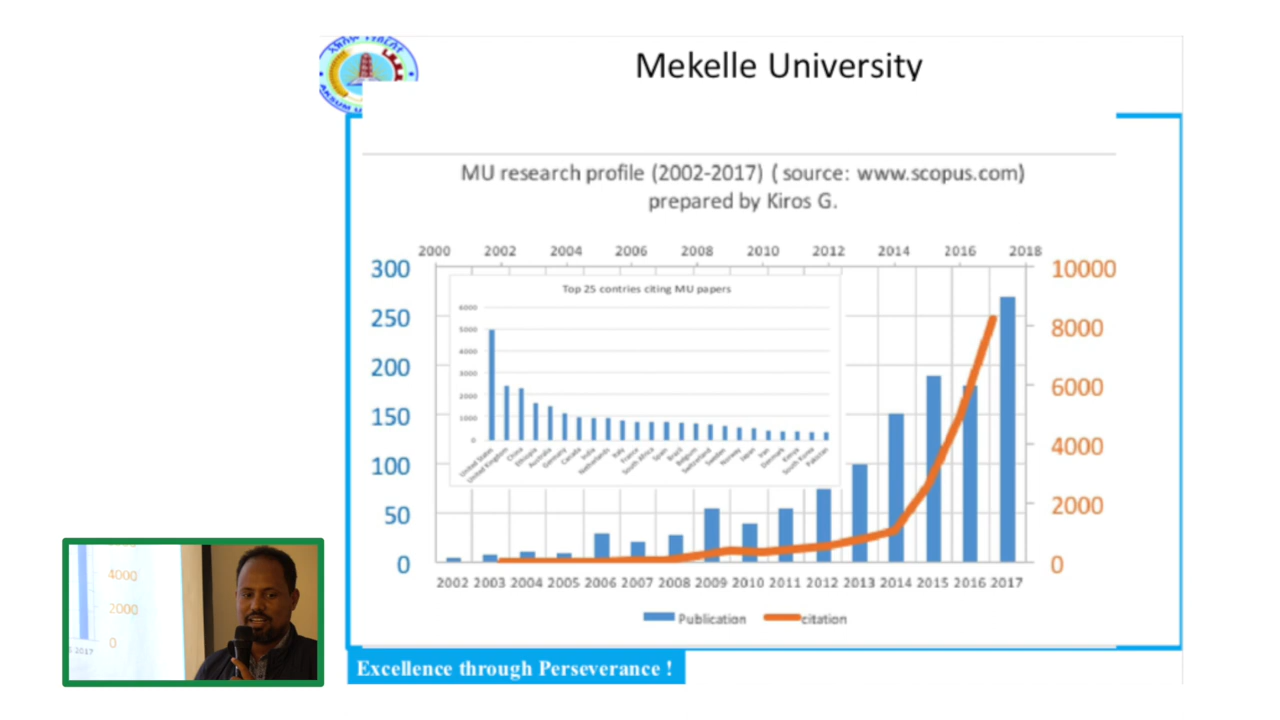 Mekelle University
AKSUM U
MU research profile (2002-2017) ( source: www.scopus.com)
prepared by Kiros G.
2000 2002 2004 2006 2008 2010 2012 2014 2016 2018
300 10000
250 8000
200 6000
150 4000
100 2000
50 0
0
Top 25 contries citing MU papers
6000
5000
4000
3000
2000
1000
0
United States United Kingdom China Ethiopia Australia Germany Canada India Netherlands Italy France South Africa Spain Brazil Belgium Switzerland Sweden Norway Japan Iran Denmark Kenya South Korea Pakistan
2002 2003 2004 2005 2006 2007 2008 2009 2010 2011 2012 2013 2014 2015 2016 2017
Publication citation
Excellence through Perseverance !
4000
2000
0
2017